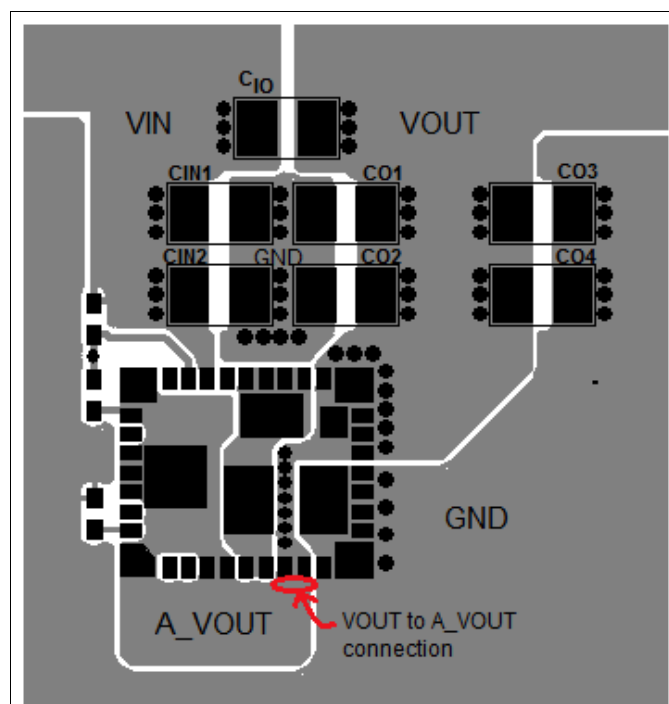 CIO
VIN
VOUT
CIN1
CO1
CO3
CIN2
GND
CO2
CO4
GND
A_VOUT
VOUT to A_VOUT
connection